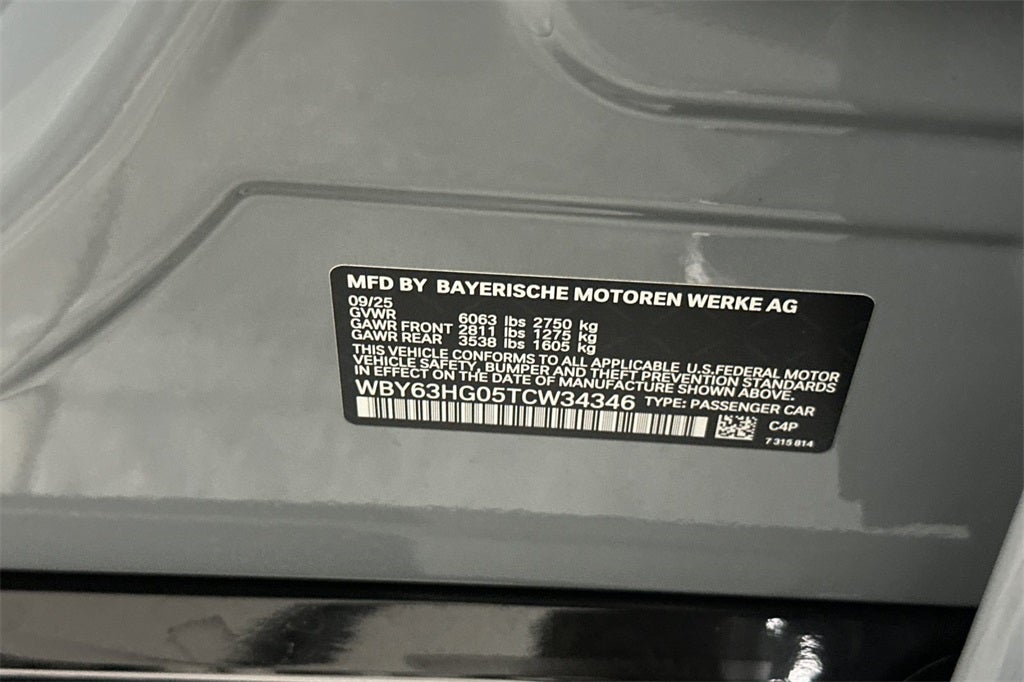 MFD BY BAYERISCHE MOTOREN WERKE AG
09/25
GVWR 6063 lbs 2750 kg
GAWR FRONT 2811 lbs 1275 kg
GAWR REAR 3538 lbs 1605 kg
THIS VEHICLE CONFORMS TO ALL APPLICABLE U.S.FEDERAL MOTOR
VEHICLE SAFETY, BUMPER AND THEFT PREVENTION STANDARDS
IN EFFECT ON THE DATE OF MANUFACTURE SHOWN ABOVE.
WBY63HG05TCW34346 TYPE: PASSENGER CAR
C4P
7 315 814